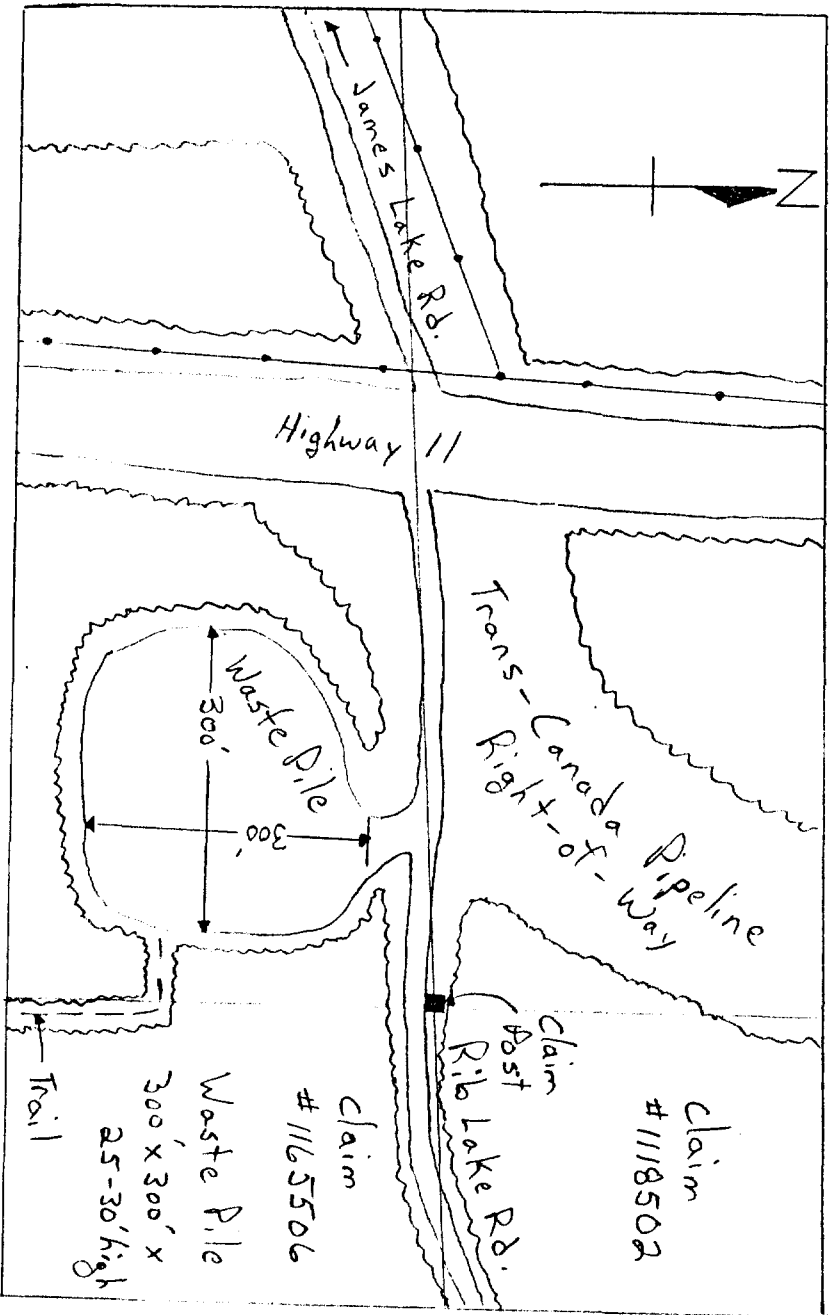 N
James Lake Rd.
Highway 11
Trans-Canada Pipeline
Right-of-Way
Waste Pile
300'
300'
Claim
Post
Rib Lake Rd.
Claim
#1118502
Claim
#1165506
Waste Pile
300' x 300' x
25-30' high
Trail